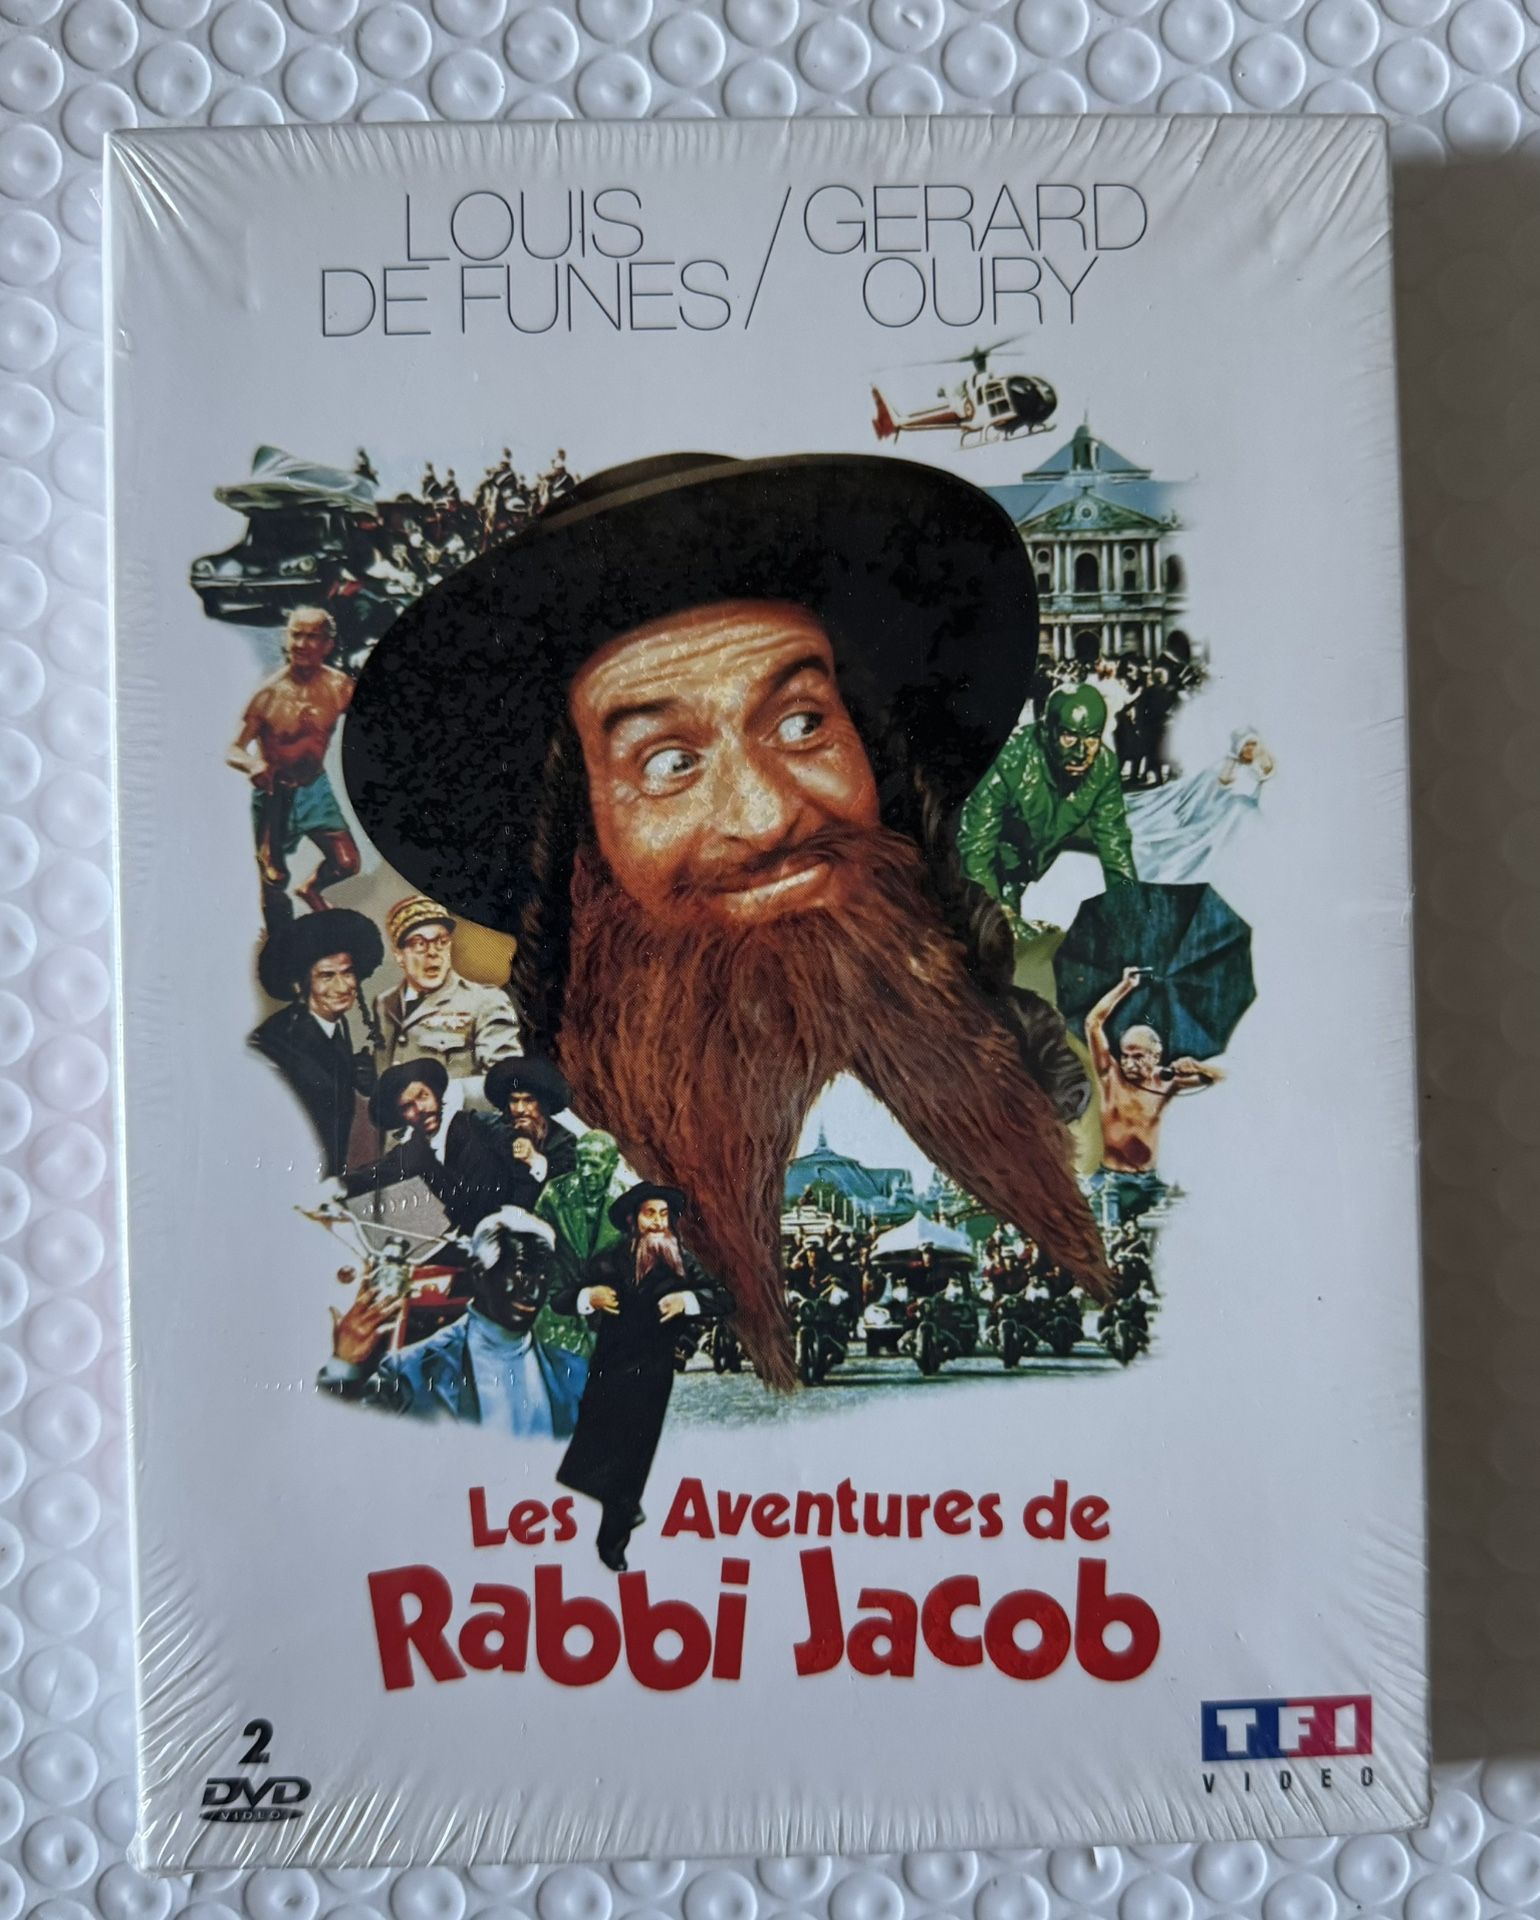 LOUIS
DE FUNES
/
GERARD
OURY
Les Aventures de
Rabbi Jacob
2
DVD
VIDEO
TF1
VIDEO